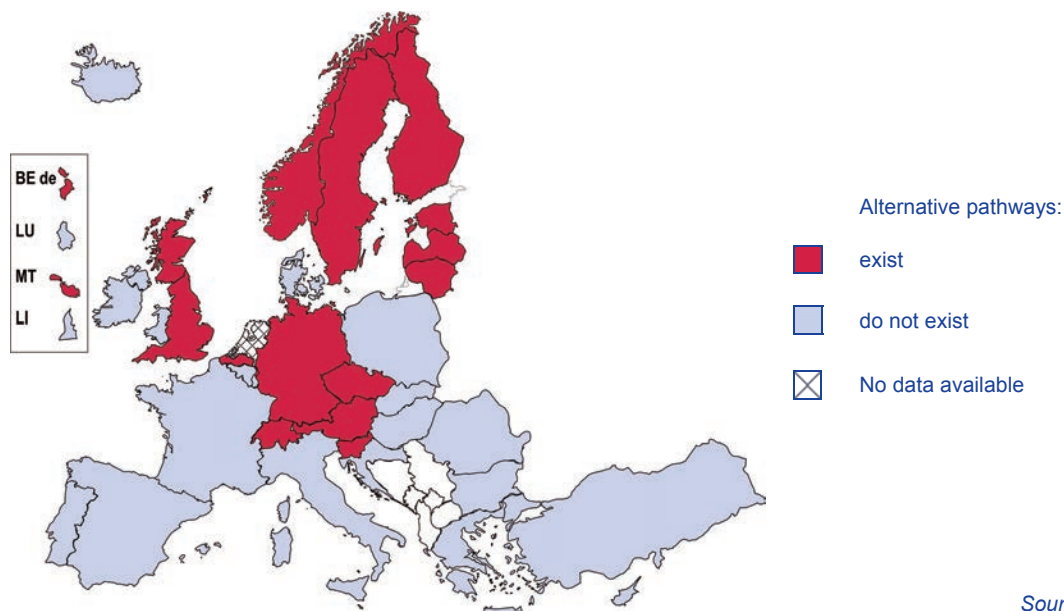 BE de
LU
MT
LI
Alternative pathways:
exist
do not exist
No data available